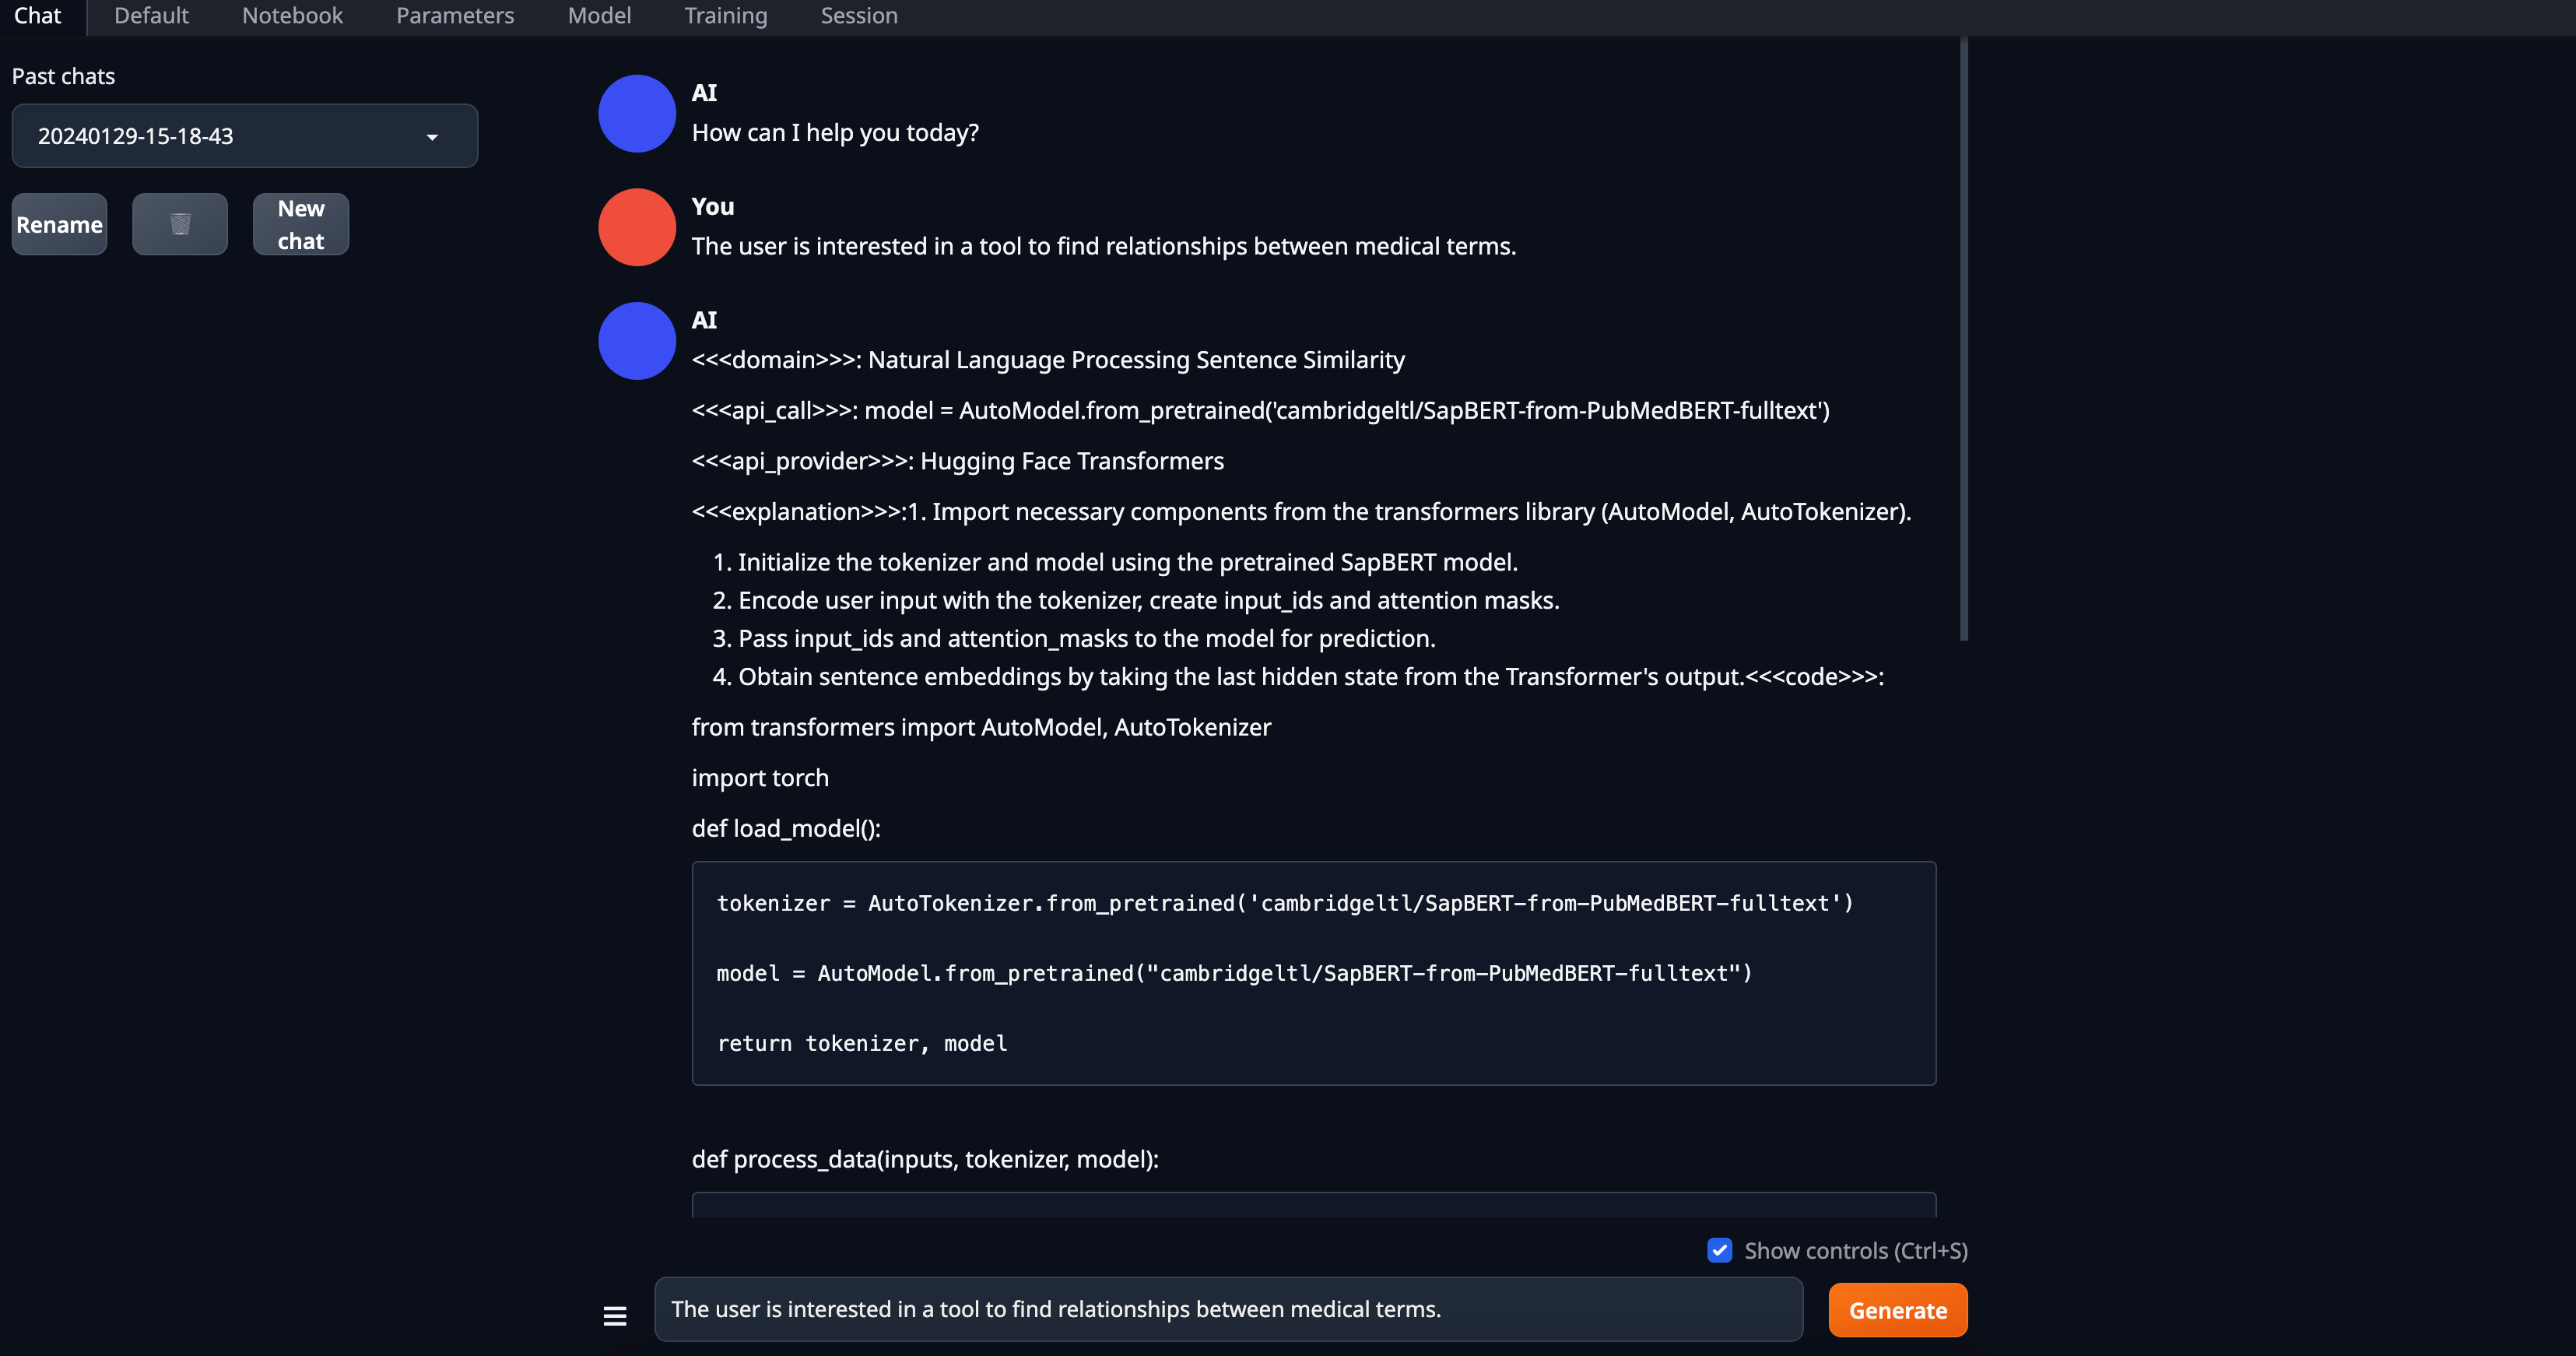 Chat Default Notebook Parameters Model Training Session
Past chats
20240129-15-18-43
Rename New chat
AI
How can I help you today?
You
The user is interested in a tool to find relationships between medical terms.
AI
<<<domain>>>: Natural Language Processing Sentence Similarity
<<<api_call>>>: model = AutoModel.from_pretrained('cambridgeltl/SapBERT-from-PubMedBERT-fulltext')
<<<api_provider>>>: Hugging Face Transformers
<<<explanation>>>:1. Import necessary components from the transformers library (AutoModel, AutoTokenizer).
1. Initialize the tokenizer and model using the pretrained SapBERT model.
2. Encode user input with the tokenizer, create input_ids and attention masks.
3. Pass input_ids and attention_masks to the model for prediction.
4. Obtain sentence embeddings by taking the last hidden state from the Transformer's output.<<<code>>>:
from transformers import AutoModel, AutoTokenizer
import torch
def load_model():
tokenizer = AutoTokenizer.from_pretrained('cambridgeltl/SapBERT-from-PubMedBERT-fulltext')
model = AutoModel.from_pretrained("cambridgeltl/SapBERT-from-PubMedBERT-fulltext")
return tokenizer, model
def process_data(inputs, tokenizer, model):
Show controls (Ctrl+S)
The user is interested in a tool to find relationships between medical terms.
Generate